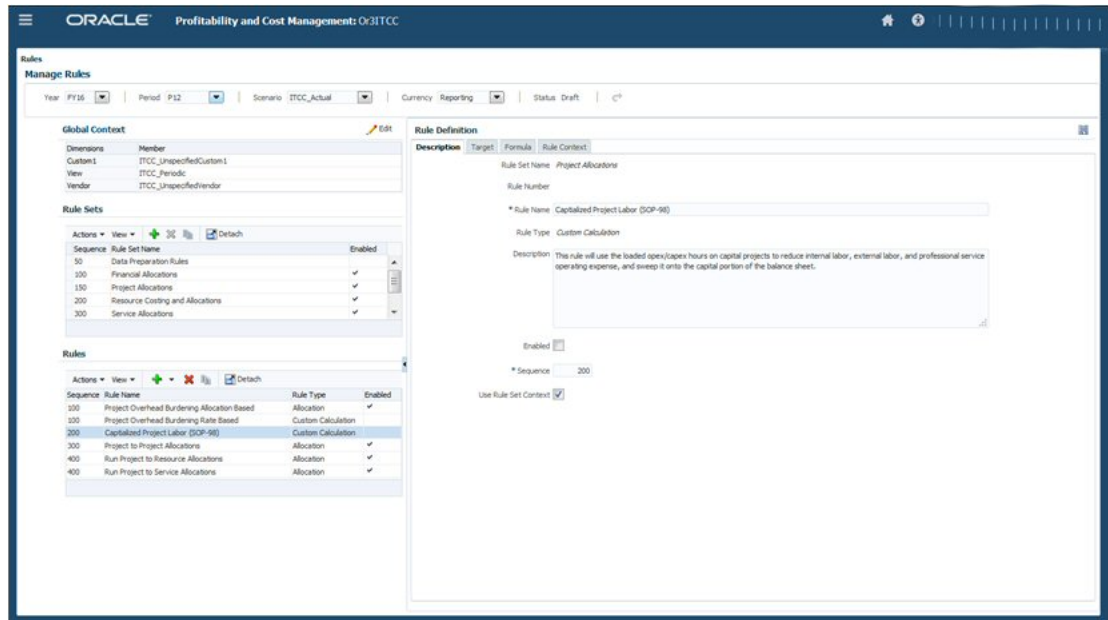 ORACLE® Profitability and Cost Management: Or3ITCC
Rules
Manage Rules
Year FY16 Period P12 Scenario ITCC_Actual Currency Reporting Status Draft
Global Context Edit
Dimensions Member
Custom1 ITCC_UnspecifiedCustom1
View ITCC_Periodic
Vendor ITCC_UnspecifiedVendor
Rule Sets
Actions View Detach
Sequence Rule Set Name Enabled
50 Data Preparation Rules
100 Financial Allocations
150 Project Allocations
200 Resource Costing and Allocations
300 Service Allocations
Rules
Actions View Detach
Sequence Rule Name Rule Type Enabled
100 Project Overhead Burdening Allocation Based Allocation
100 Project Overhead Burdening Rate Based Custom Calculation
200 Captialized Project Labor (SOP-98) Custom Calculation
300 Project to Project Allocations Allocation
400 Run Project to Resource Allocations Allocation
400 Run Project to Service Allocations Allocation
Rule Definition
Description Target Formula Rule Context
Rule Set Name Project Allocations
Rule Number
* Rule Name Captialized Project Labor (SOP-98)
Rule Type Custom Calculation
Description This rule will use the loaded opex/capex hours on capital projects to reduce internal labor, external labor, and professional service
operating expense, and sweep it onto the capital portion of the balance sheet.
Enabled
* Sequence 200
Use Rule Set Context